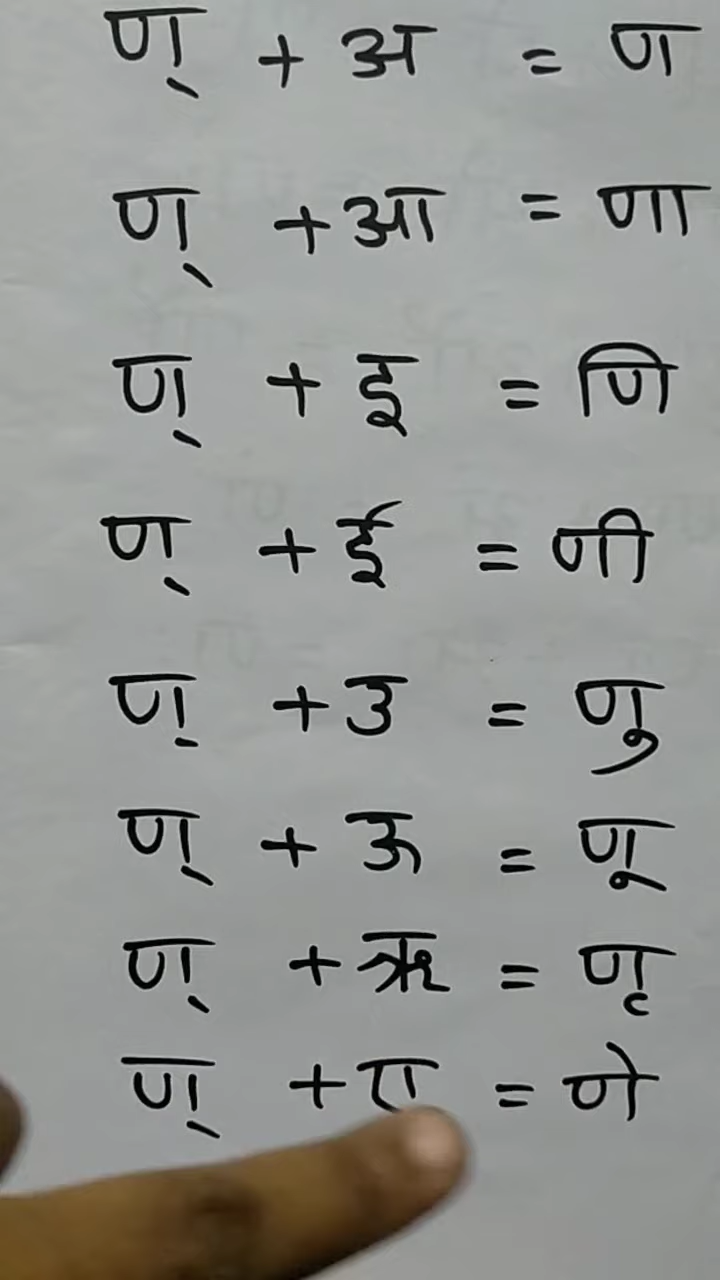 ण् + अ = ण
ण् + आ = णा
ण् + इ = णि
ण् + ई = णी
ण् + उ = णु
ण् + ऊ = णू
ण् + ऋ = णृ
ण् + ए = णे